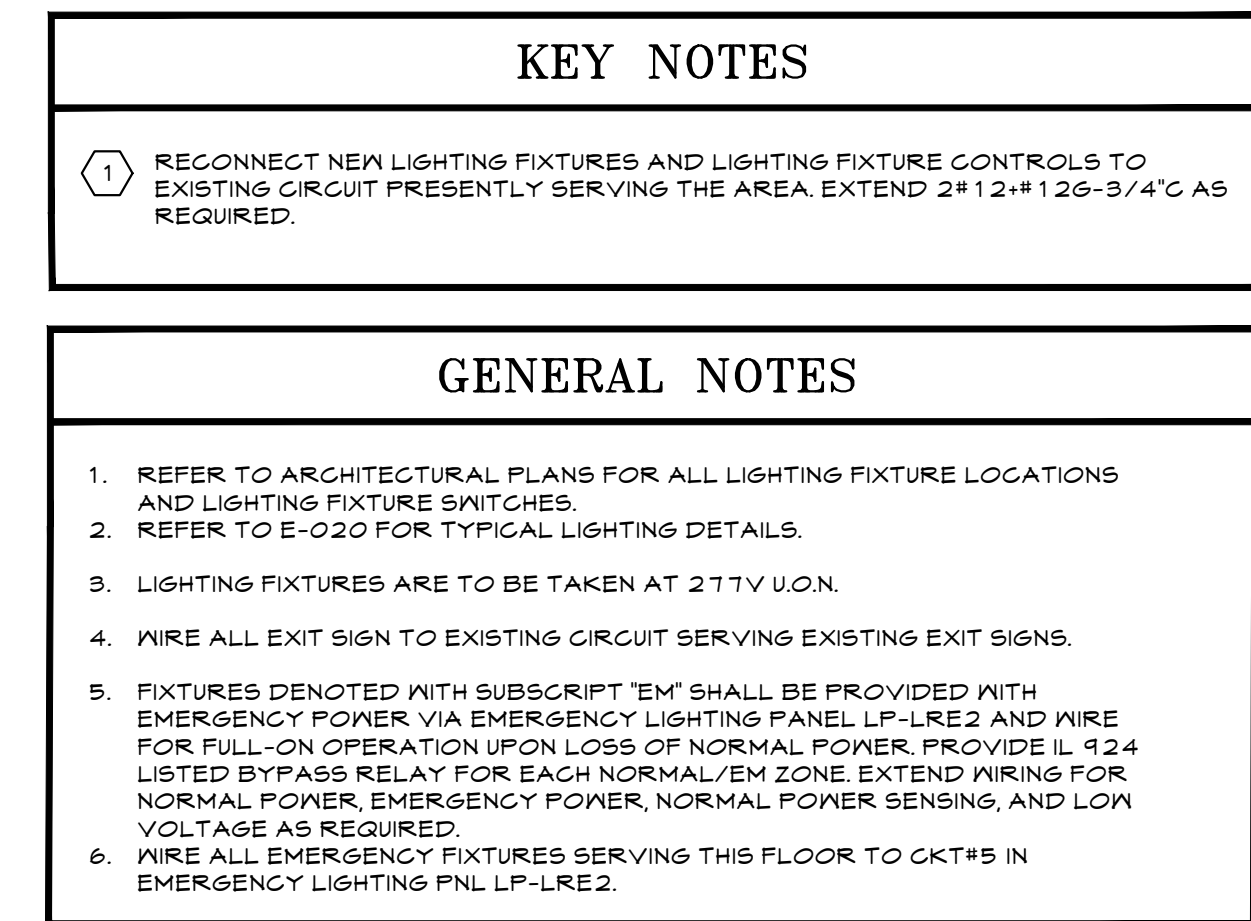 KEY NOTES
1 RECONNECT NEW LIGHTING FIXTURES AND LIGHTING FIXTURE CONTROLS TO
EXISTING CIRCUIT PRESENTLY SERVING THE AREA. EXTEND 2#12+#12G-3/4"C AS
REQUIRED.
GENERAL NOTES
1. REFER TO ARCHITECTURAL PLANS FOR ALL LIGHTING FIXTURE LOCATIONS
AND LIGHTING FIXTURE SWITCHES.
2. REFER TO E-020 FOR TYPICAL LIGHTING DETAILS.
3. LIGHTING FIXTURES ARE TO BE TAKEN AT 277V U.O.N.
4. WIRE ALL EXIT SIGN TO EXISTING CIRCUIT SERVING EXISTING EXIT SIGNS.
5. FIXTURES DENOTED WITH SUBSCRIPT "EM" SHALL BE PROVIDED WITH
EMERGENCY POWER VIA EMERGENCY LIGHTING PANEL LP-LRE2 AND WIRE
FOR FULL-ON OPERATION UPON LOSS OF NORMAL POWER. PROVIDE IL 924
LISTED BYPASS RELAY FOR EACH NORMAL/EM ZONE. EXTEND WIRING FOR
NORMAL POWER, EMERGENCY POWER, NORMAL POWER SENSING, AND LOW
VOLTAGE AS REQUIRED.
6. WIRE ALL EMERGENCY FIXTURES SERVING THIS FLOOR TO CKT#5 IN
EMERGENCY LIGHTING PNL LP-LRE2.